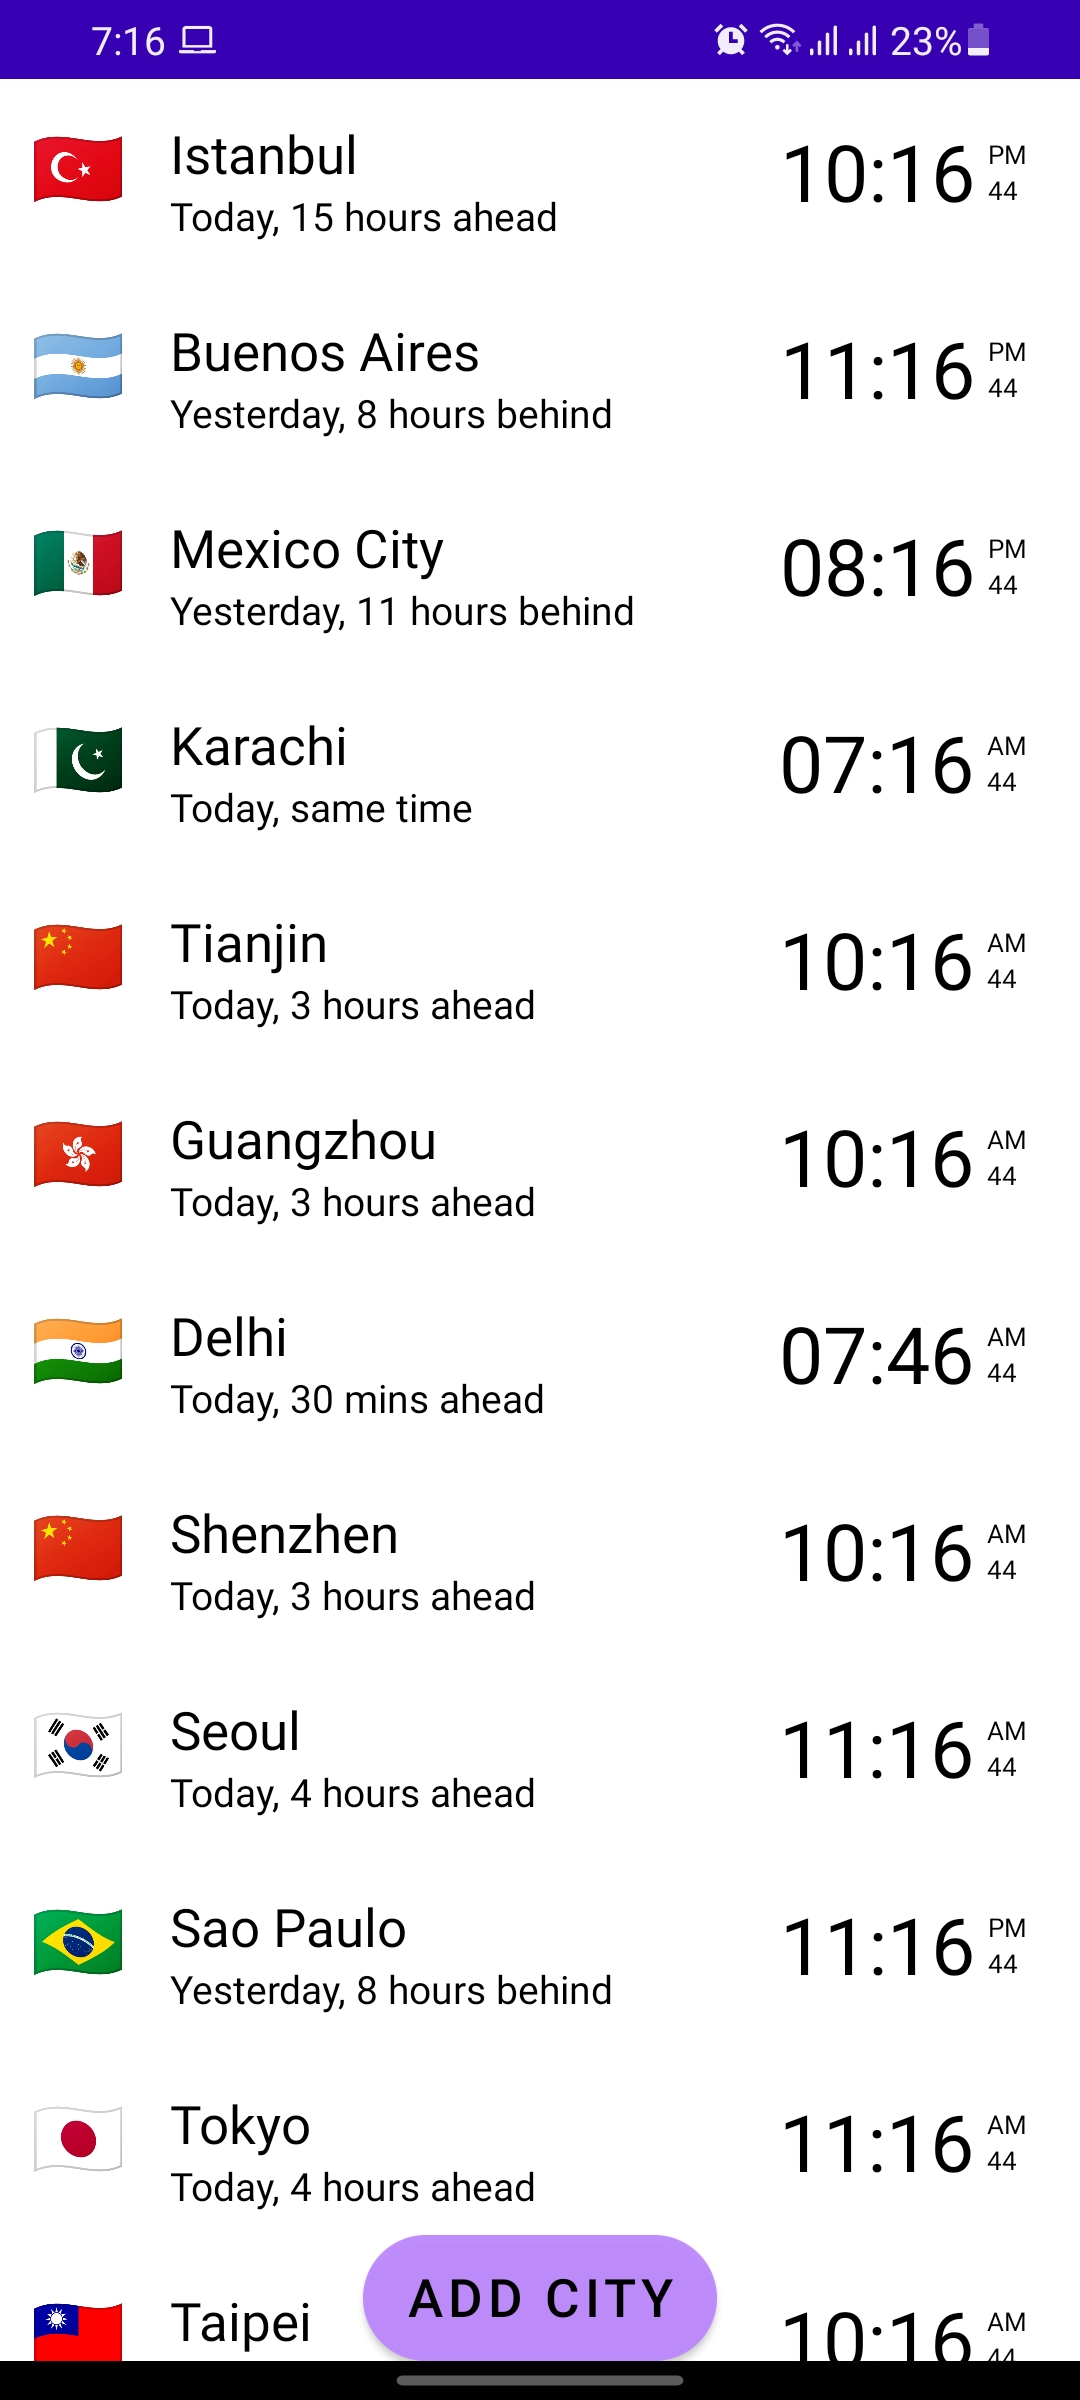 7:16 23%
Istanbul
Today, 15 hours ahead
10:16 PM
44
Buenos Aires
Yesterday, 8 hours behind
11:16 PM
44
Mexico City
Yesterday, 11 hours behind
08:16 PM
44
Karachi
Today, same time
07:16 AM
44
Tianjin
Today, 3 hours ahead
10:16 AM
44
Guangzhou
Today, 3 hours ahead
10:16 AM
44
Delhi
Today, 30 mins ahead
07:46 AM
44
Shenzhen
Today, 3 hours ahead
10:16 AM
44
Seoul
Today, 4 hours ahead
11:16 AM
44
Sao Paulo
Yesterday, 8 hours behind
11:16 PM
44
Tokyo
Today, 4 hours ahead
11:16 AM
44
Taipei
10:16 AM
44
ADD CITY